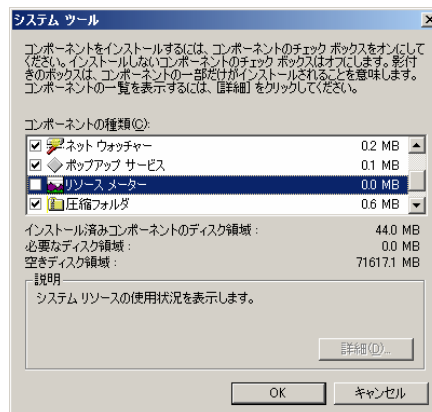 システム ツール
コンポーネントをインストールするには、コンポーネントのチェック ボックスをオンにして
ください。インストールしないコンポーネントのチェック ボックスはオフにします。影付
きのボックスは、コンポーネントの一部だけがインストールされることを意味します。
コンポーネントの一覧を表示するには、[詳細] をクリックしてください。
コンポーネントの種類(C):
ネット ウォッチャー 0.2 MB
ポップアップ サービス 0.1 MB
リソース メーター 0.0 MB
圧縮フォルダ 0.6 MB
インストール済みコンポーネントのディスク領域: 44.0 MB
必要なディスク領域: 0.0 MB
空きディスク領域: 71617.1 MB
説明
システム リソースの使用状況を表示します。
詳細(D)...
OK キャンセル